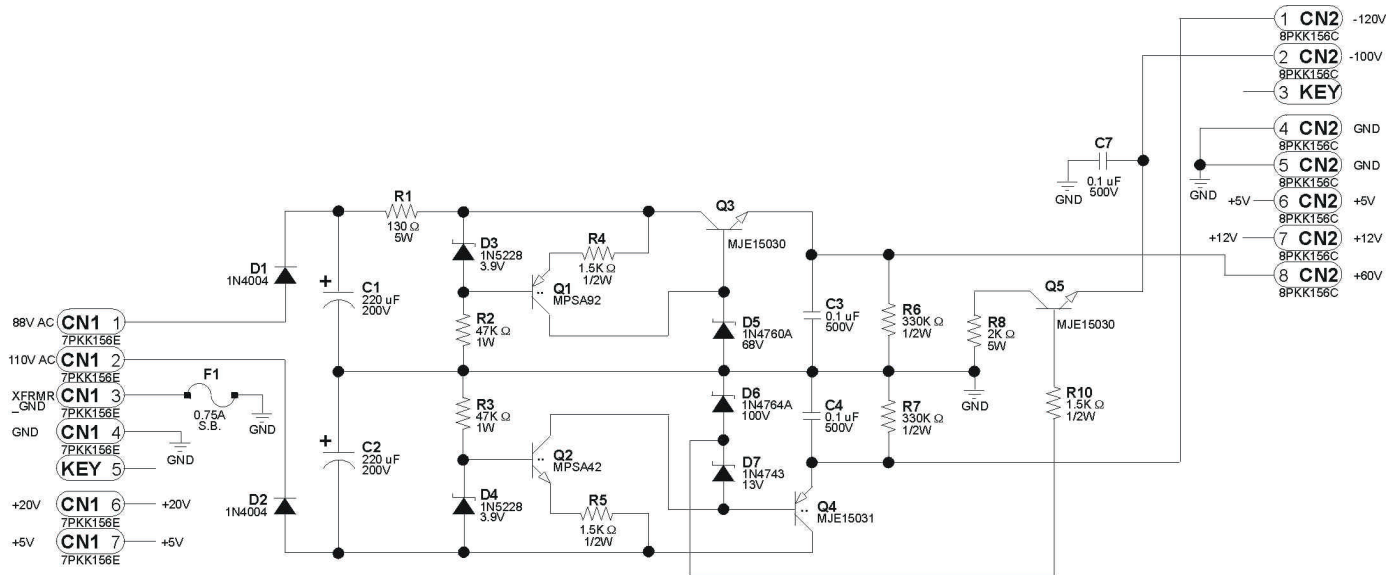 1 CN2 -120V
8PKK156C
2 CN2 -100V
8PKK156C
3 KEY
4 CN2 GND
8PKK156C
5 CN2 GND
8PKK156C
GND
+5V 6 CN2 +5V
8PKK156C
+12V 7 CN2 +12V
8PKK156C
8 CN2 +60V
8PKK156C
C7
0.1 uF
500V
GND
R1
130 Ω
5W
Q3
MJE15030
D3
1N5228
3.9V
R4
1.5K Ω
1/2W
D1
1N4004
C1
+
220 uF
200V
Q1
MPSA92
R2
47K Ω
1W
D5
1N4760A
68V
C3
0.1 uF
500V
R6
330K Ω
1/2W
R8
2K Ω
5W
Q5
MJE15030
88V AC CN1 1
7PKK156E
110V AC CN1 2
7PKK156E
XFRMR
_GND CN1 3
7PKK156E
F1
0.75A
S.B.
GND
GND CN1 4
7PKK156E
GND
KEY 5
+20V CN1 6 +20V
7PKK156E
+5V CN1 7 +5V
7PKK156E
R3
47K Ω
1W
D6
1N4764A
100V
C4
0.1 uF
500V
R7
330K Ω
1/2W
GND
R10
1.5K Ω
1/2W
C2
+
220 uF
200V
Q2
MPSA42
D7
1N4743
13V
D2
1N4004
D4
1N5228
3.9V
R5
1.5K Ω
1/2W
Q4
MJE15031